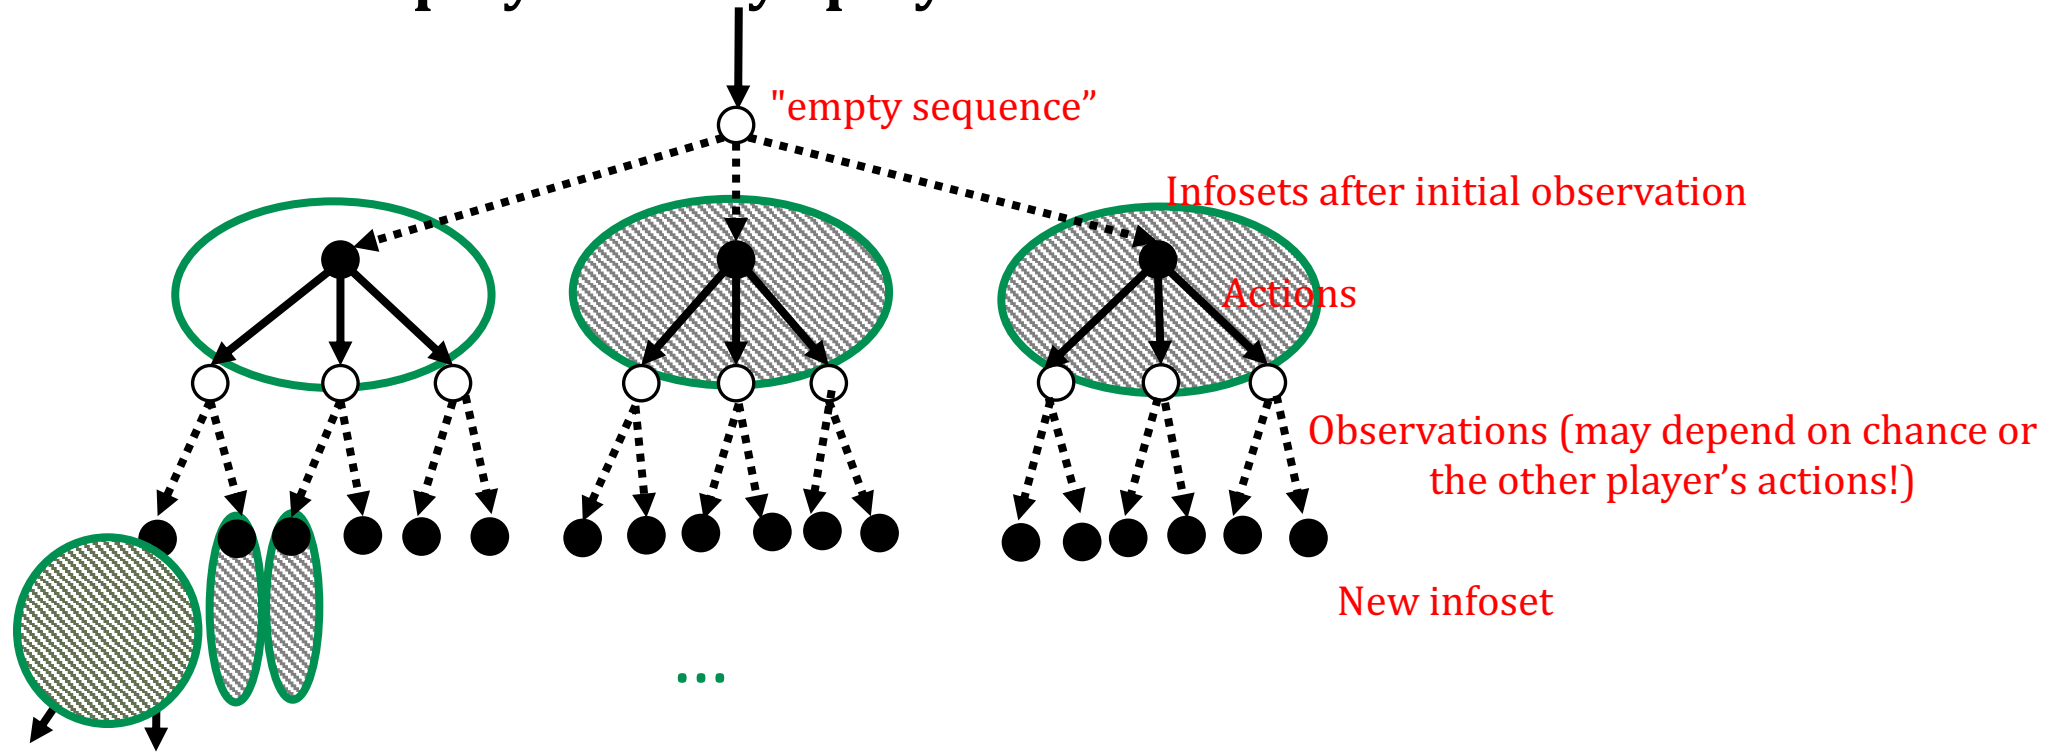 "empty sequence”
Infosets after initial observation
Actions
Observations (may depend on chance or
the other player’s actions!)
New infoset
...